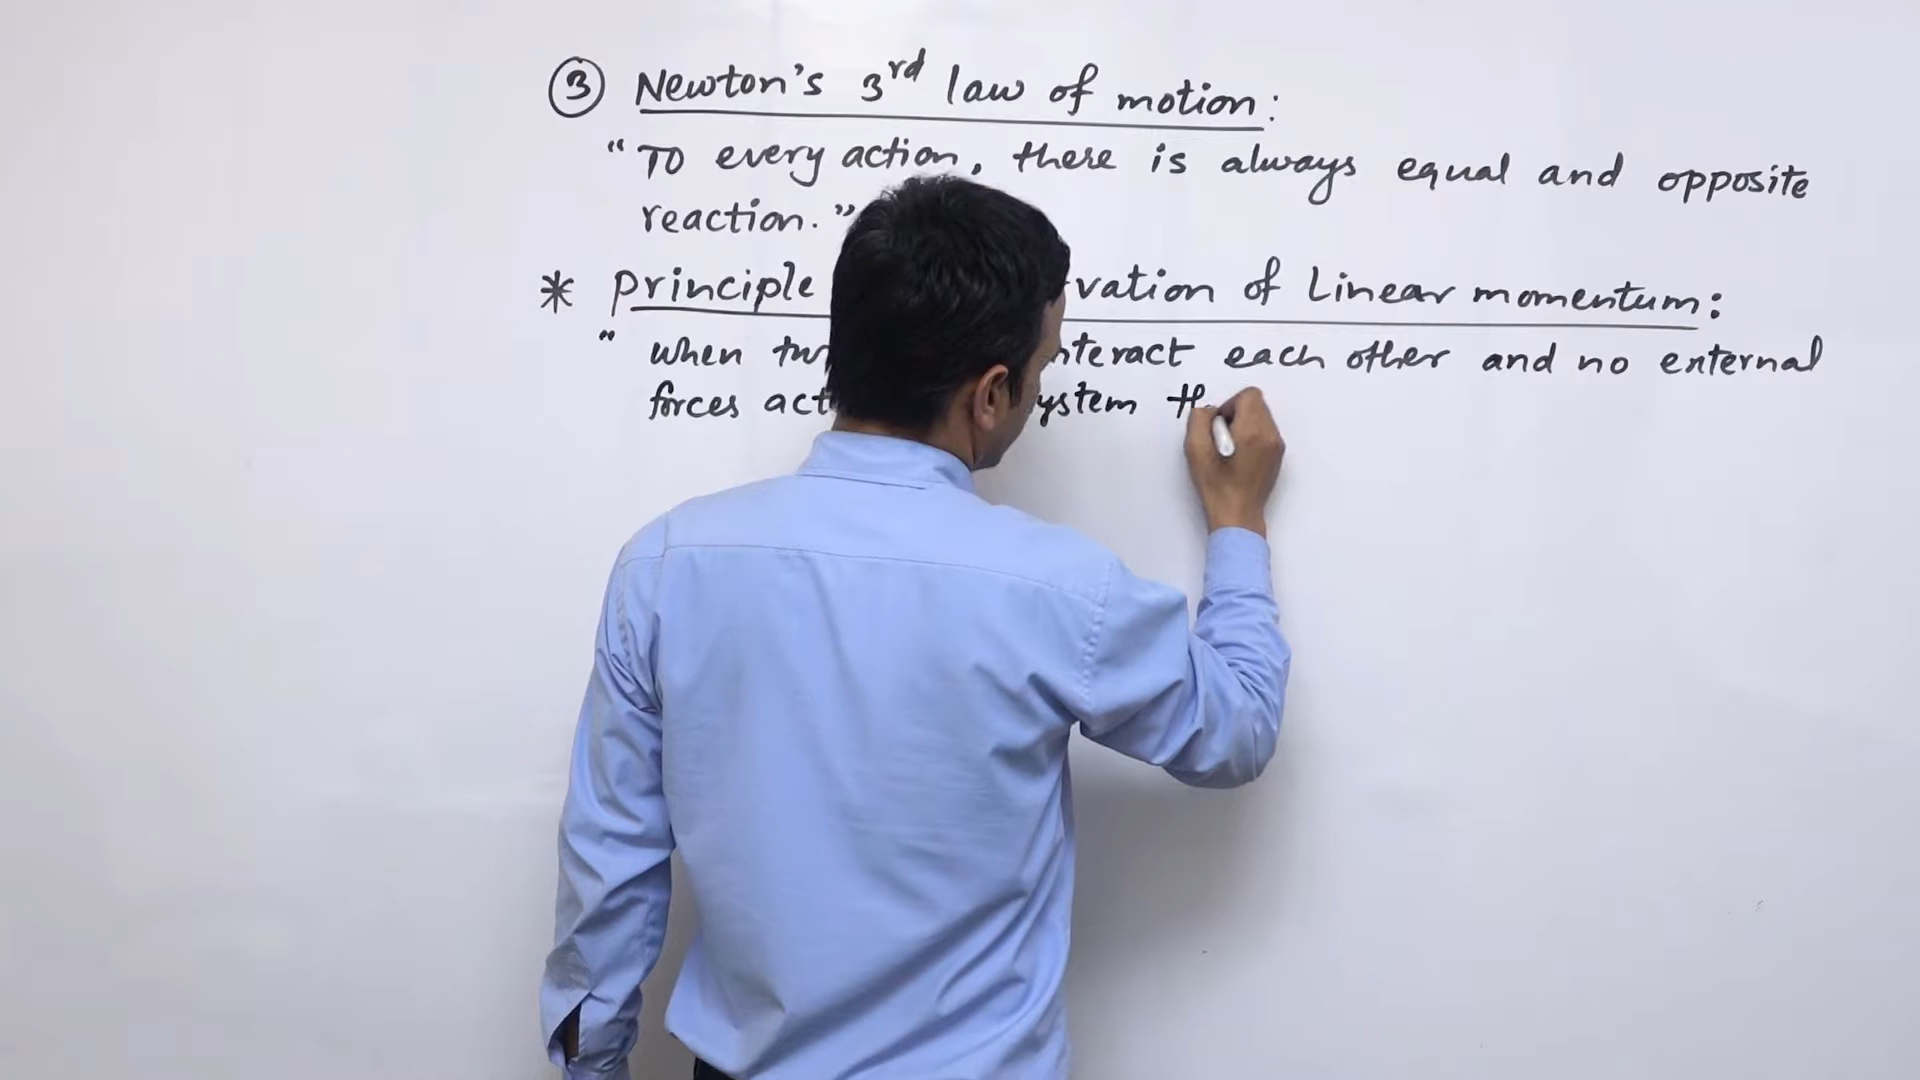 ③ Newton's 3rd law of motion:
"To every action, there is always equal and opposite
reaction."
* Principle vation of Linear momentum:
" when tw nteract each other and no external
forces act ystem th